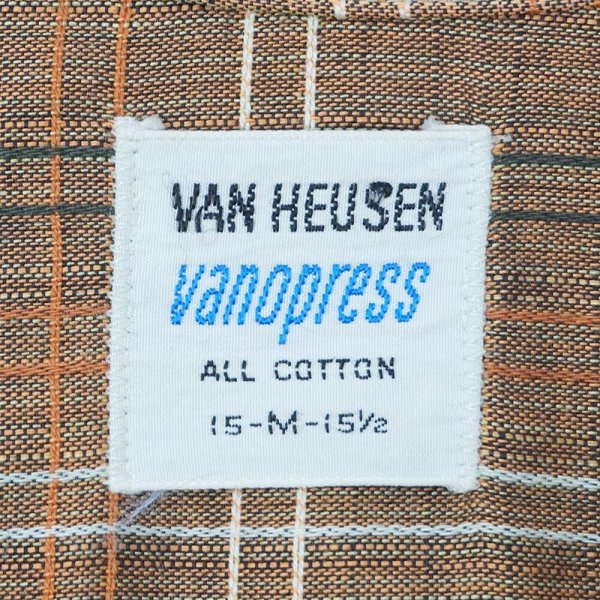 VAN HEUSEN
vanopress
ALL COTTON
15-M-15½